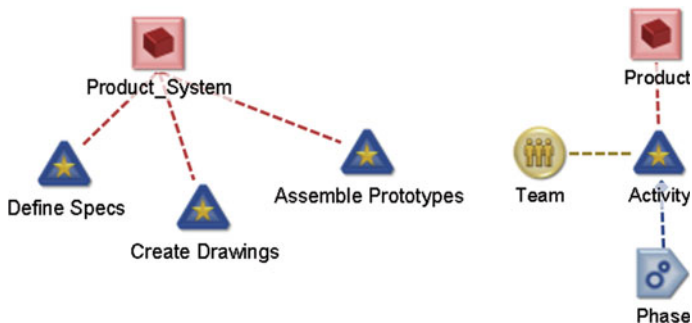 Product_System
Define Specs
Create Drawings
Assemble Prototypes
Product
Team
Activity
Phase